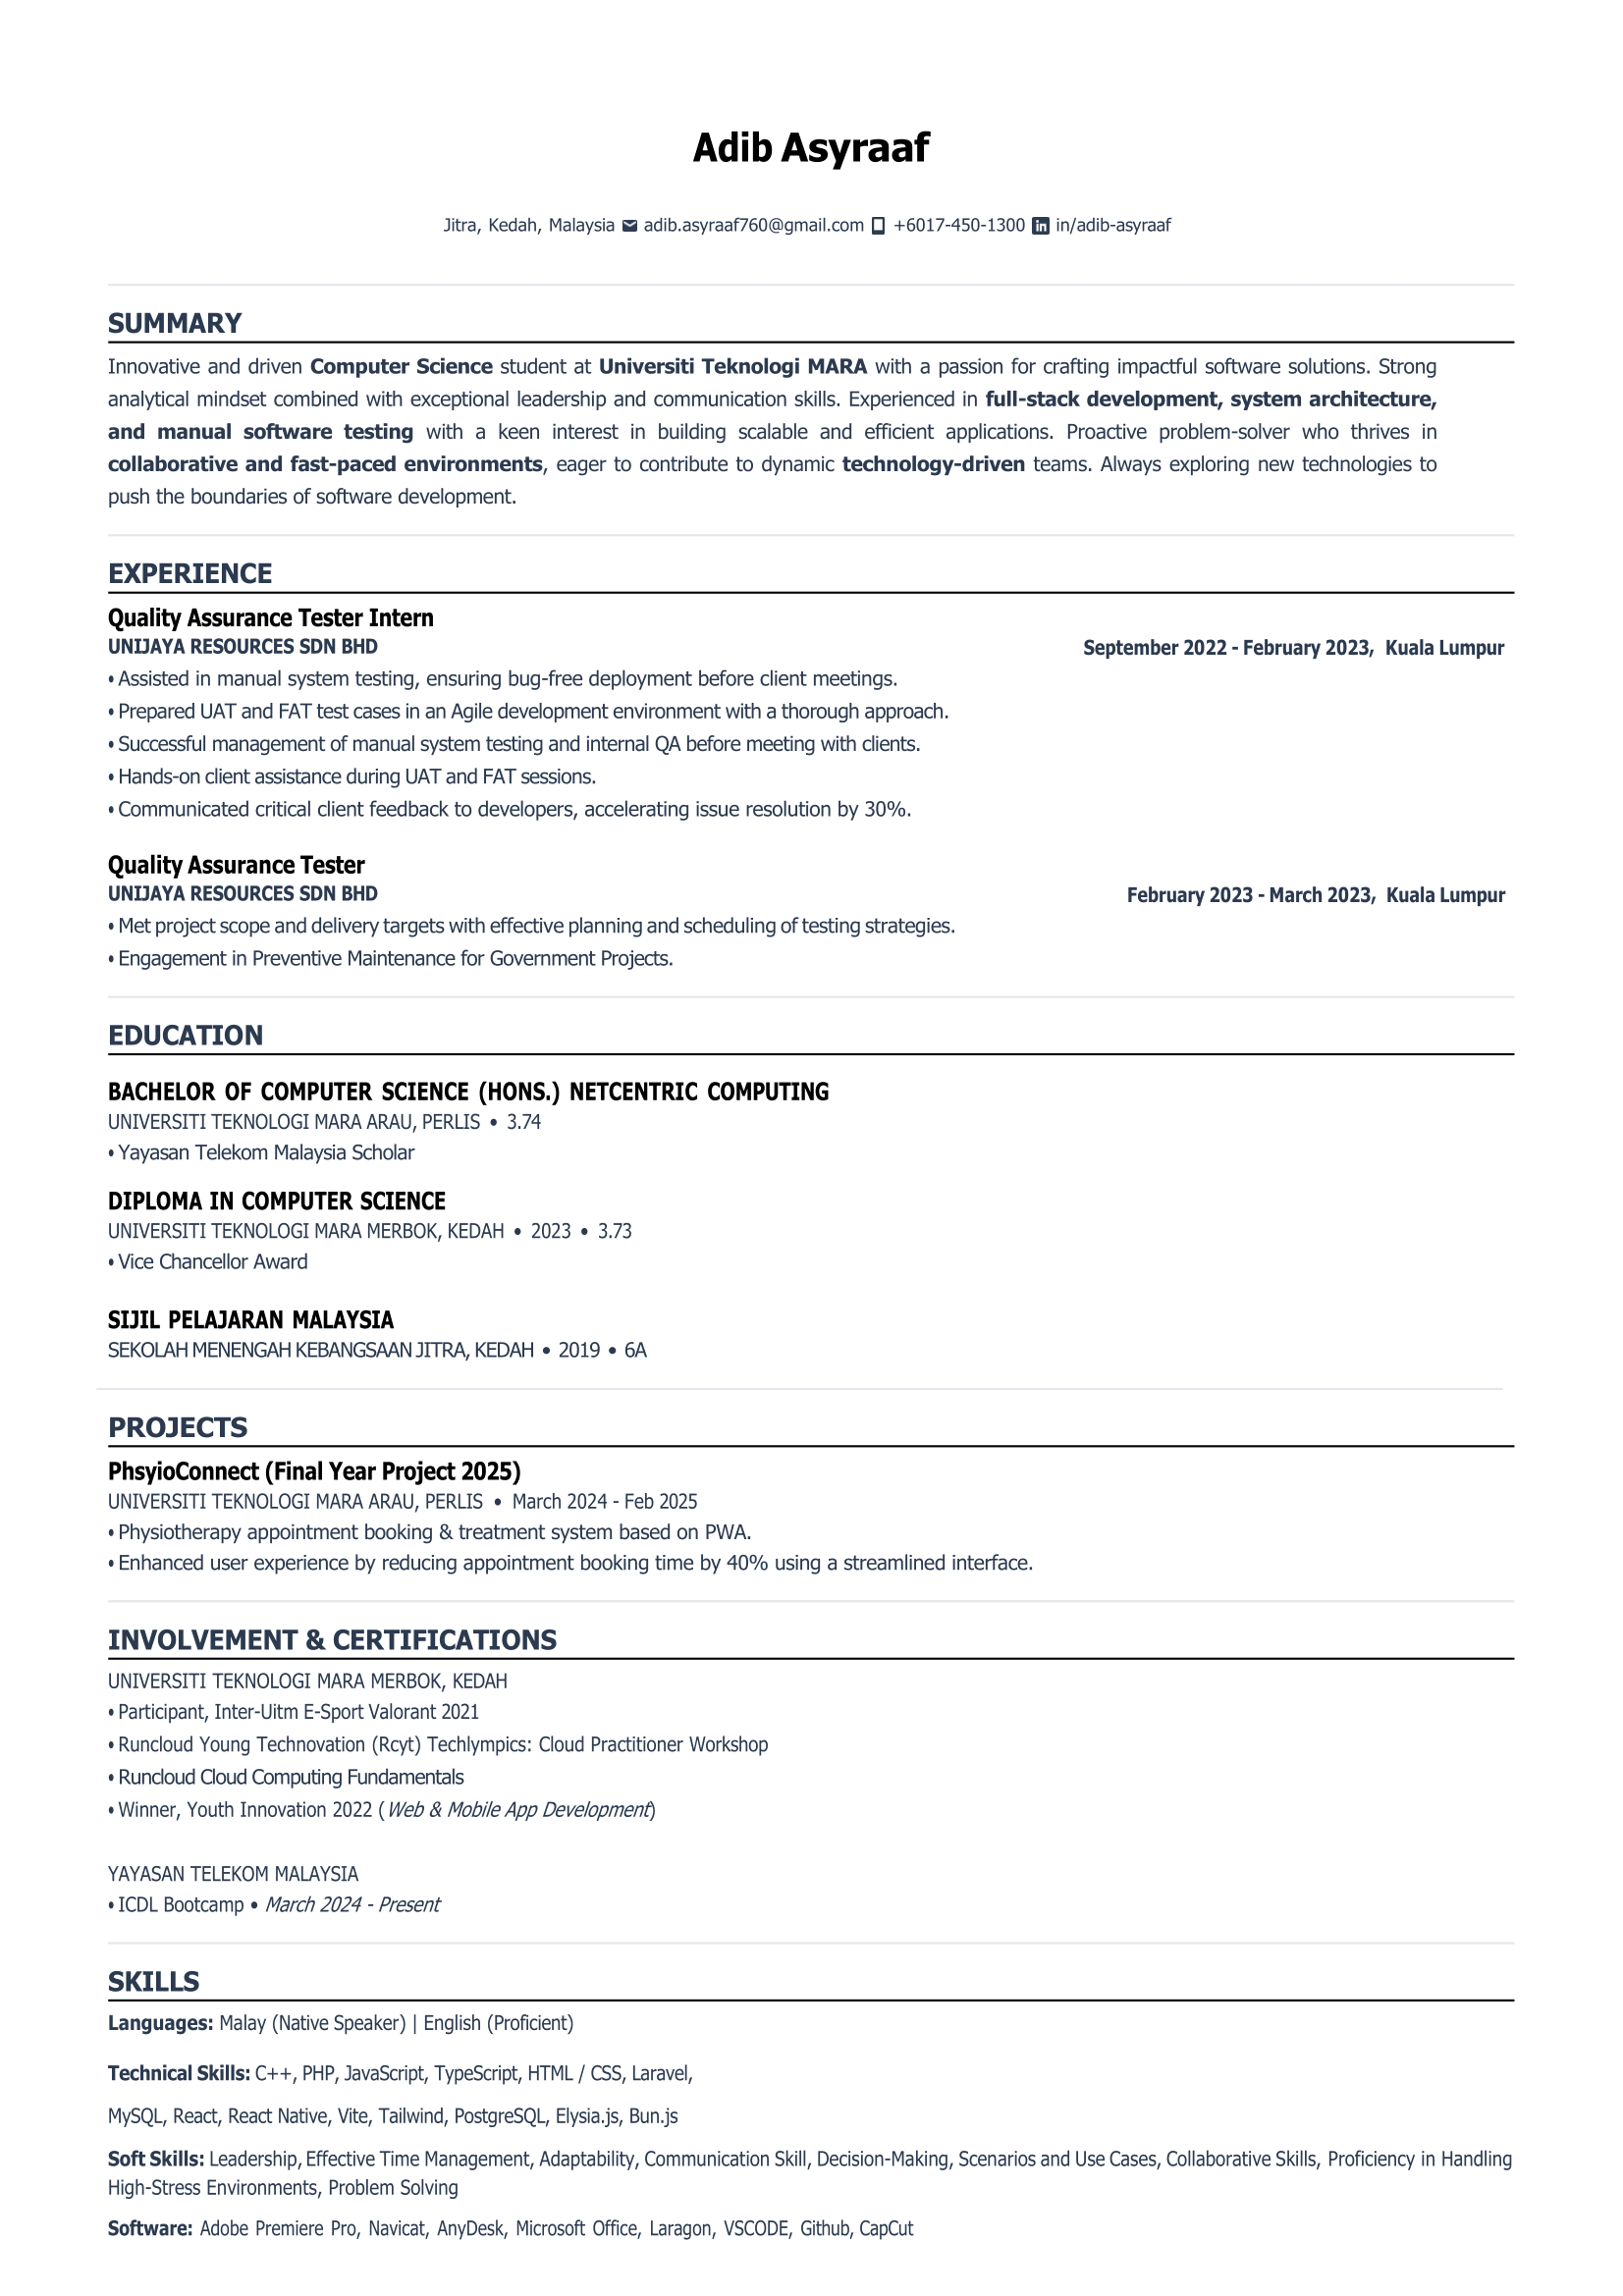 Adib Asyraaf
Jitra, Kedah, Malaysia adib.asyraaf760@gmail.com +6017-450-1300 in/adib-asyraaf
SUMMARY
Innovative and driven Computer Science student at Universiti Teknologi MARA with a passion for crafting impactful software solutions. Strong
analytical mindset combined with exceptional leadership and communication skills. Experienced in full-stack development, system architecture,
and manual software testing with a keen interest in building scalable and efficient applications. Proactive problem-solver who thrives in
collaborative and fast-paced environments, eager to contribute to dynamic technology-driven teams. Always exploring new technologies to
push the boundaries of software development.
EXPERIENCE
Quality Assurance Tester Intern
UNIJAYA RESOURCES SDN BHD September 2022 - February 2023, Kuala Lumpur
• Assisted in manual system testing, ensuring bug-free deployment before client meetings.
• Prepared UAT and FAT test cases in an Agile development environment with a thorough approach.
• Successful management of manual system testing and internal QA before meeting with clients.
• Hands-on client assistance during UAT and FAT sessions.
• Communicated critical client feedback to developers, accelerating issue resolution by 30%.
Quality Assurance Tester
UNIJAYA RESOURCES SDN BHD February 2023 - March 2023, Kuala Lumpur
• Met project scope and delivery targets with effective planning and scheduling of testing strategies.
• Engagement in Preventive Maintenance for Government Projects.
EDUCATION
BACHELOR OF COMPUTER SCIENCE (HONS.) NETCENTRIC COMPUTING
UNIVERSITI TEKNOLOGI MARA ARAU, PERLIS • 3.74
• Yayasan Telekom Malaysia Scholar
DIPLOMA IN COMPUTER SCIENCE
UNIVERSITI TEKNOLOGI MARA MERBOK, KEDAH • 2023 • 3.73
• Vice Chancellor Award
SIJIL PELAJARAN MALAYSIA
SEKOLAH MENENGAH KEBANGSAAN JITRA, KEDAH • 2019 • 6A
PROJECTS
PhsyioConnect (Final Year Project 2025)
UNIVERSITI TEKNOLOGI MARA ARAU, PERLIS • March 2024 - Feb 2025
• Physiotherapy appointment booking & treatment system based on PWA.
• Enhanced user experience by reducing appointment booking time by 40% using a streamlined interface.
INVOLVEMENT & CERTIFICATIONS
UNIVERSITI TEKNOLOGI MARA MERBOK, KEDAH
• Participant, Inter-Uitm E-Sport Valorant 2021
• Runcloud Young Technovation (Rcyt) Techlympics: Cloud Practitioner Workshop
• Runcloud Cloud Computing Fundamentals
• Winner, Youth Innovation 2022 (Web & Mobile App Development)
YAYASAN TELEKOM MALAYSIA
• ICDL Bootcamp • March 2024 - Present
SKILLS
Languages: Malay (Native Speaker) | English (Proficient)
Technical Skills: C++, PHP, JavaScript, TypeScript, HTML / CSS, Laravel,
MySQL, React, React Native, Vite, Tailwind, PostgreSQL, Elysia.js, Bun.js
Soft Skills: Leadership, Effective Time Management, Adaptability, Communication Skill, Decision-Making, Scenarios and Use Cases, Collaborative Skills, Proficiency in Handling
High-Stress Environments, Problem Solving
Software: Adobe Premiere Pro, Navicat, AnyDesk, Microsoft Office, Laragon, VSCODE, Github, CapCut